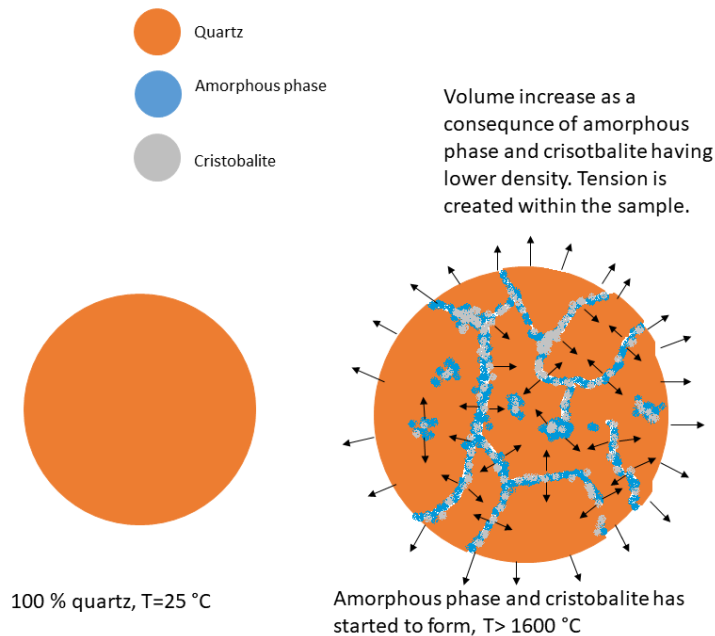 Quartz
Amorphous phase
Cristobalite
Volume increase as a
consequnce of amorphous
phase and crisotbalite having
lower density. Tension is
created within the sample.
100 % quartz, T=25 °C
Amorphous phase and cristobalite has
started to form, T> 1600 °C